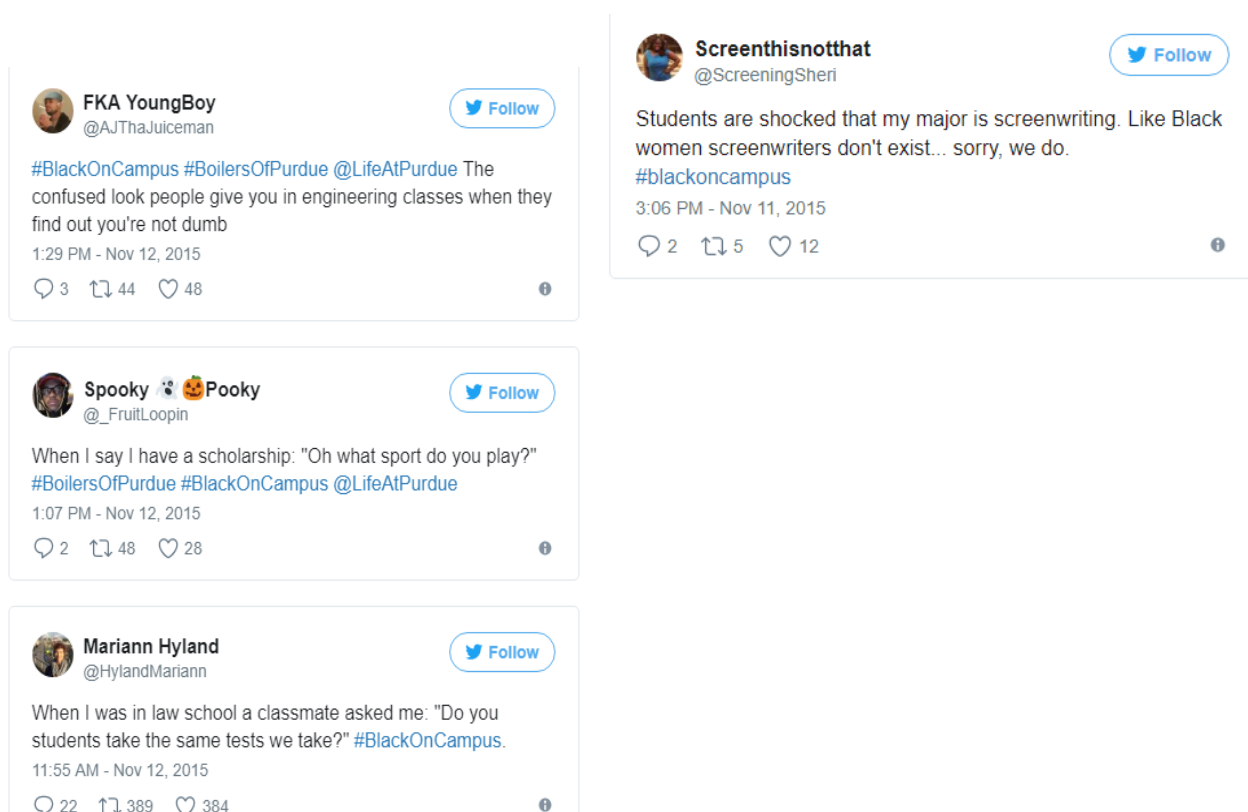 FKA YoungBoy
@AJThaJuiceman
Follow
#BlackOnCampus #BoilersOfPurdue @LifeAtPurdue The
confused look people give you in engineering classes when they
find out you're not dumb
1:29 PM - Nov 12, 2015
3 44 48
Spooky 👻🎃Pooky
@_FruitLoopin
Follow
When I say I have a scholarship: "Oh what sport do you play?"
#BoilersOfPurdue #BlackOnCampus @LifeAtPurdue
1:07 PM - Nov 12, 2015
2 48 28
Mariann Hyland
@HylandMariann
Follow
When I was in law school a classmate asked me: "Do you
students take the same tests we take?" #BlackOnCampus.
11:55 AM - Nov 12, 2015
22 389 384
Screenthisnotthat
@ScreeningSheri
Follow
Students are shocked that my major is screenwriting. Like Black
women screenwriters don't exist... sorry, we do.
#blackoncampus
3:06 PM - Nov 11, 2015
2 5 12